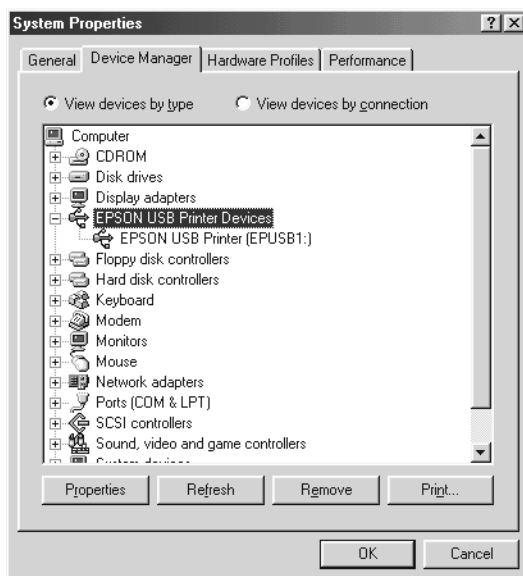 System Properties
General Device Manager Hardware Profiles Performance
View devices by type View devices by connection
Computer
CDROM
Disk drives
Display adapters
EPSON USB Printer Devices
EPSON USB Printer (EPUSB1:)
Floppy disk controllers
Hard disk controllers
Keyboard
Modem
Monitors
Mouse
Network adapters
Ports (COM & LPT)
SCSI controllers
Sound, video and game controllers
Properties Refresh Remove Print...
OK Cancel